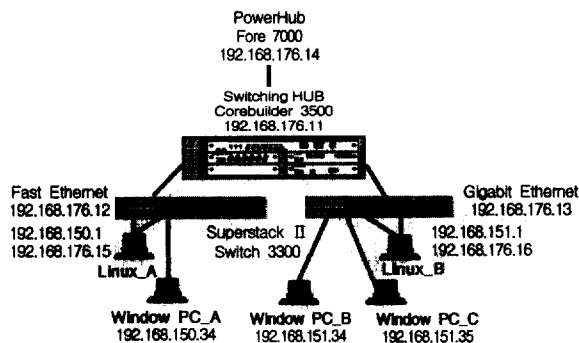 PowerHub
Fore 7000
192.168.176.14
Switching HUB
Corebuilder 3500
192.168.176.11
Fast Ethernet
192.168.176.12
Gigabit Ethernet
192.168.176.13
192.168.150.1
192.168.176.15
Linux_A
Superstack II
Switch 3300
192.168.151.1
192.168.176.16
Linux_B
Window PC_A
192.168.150.34
Window PC_B
192.168.151.34
Window PC_C
192.168.151.35